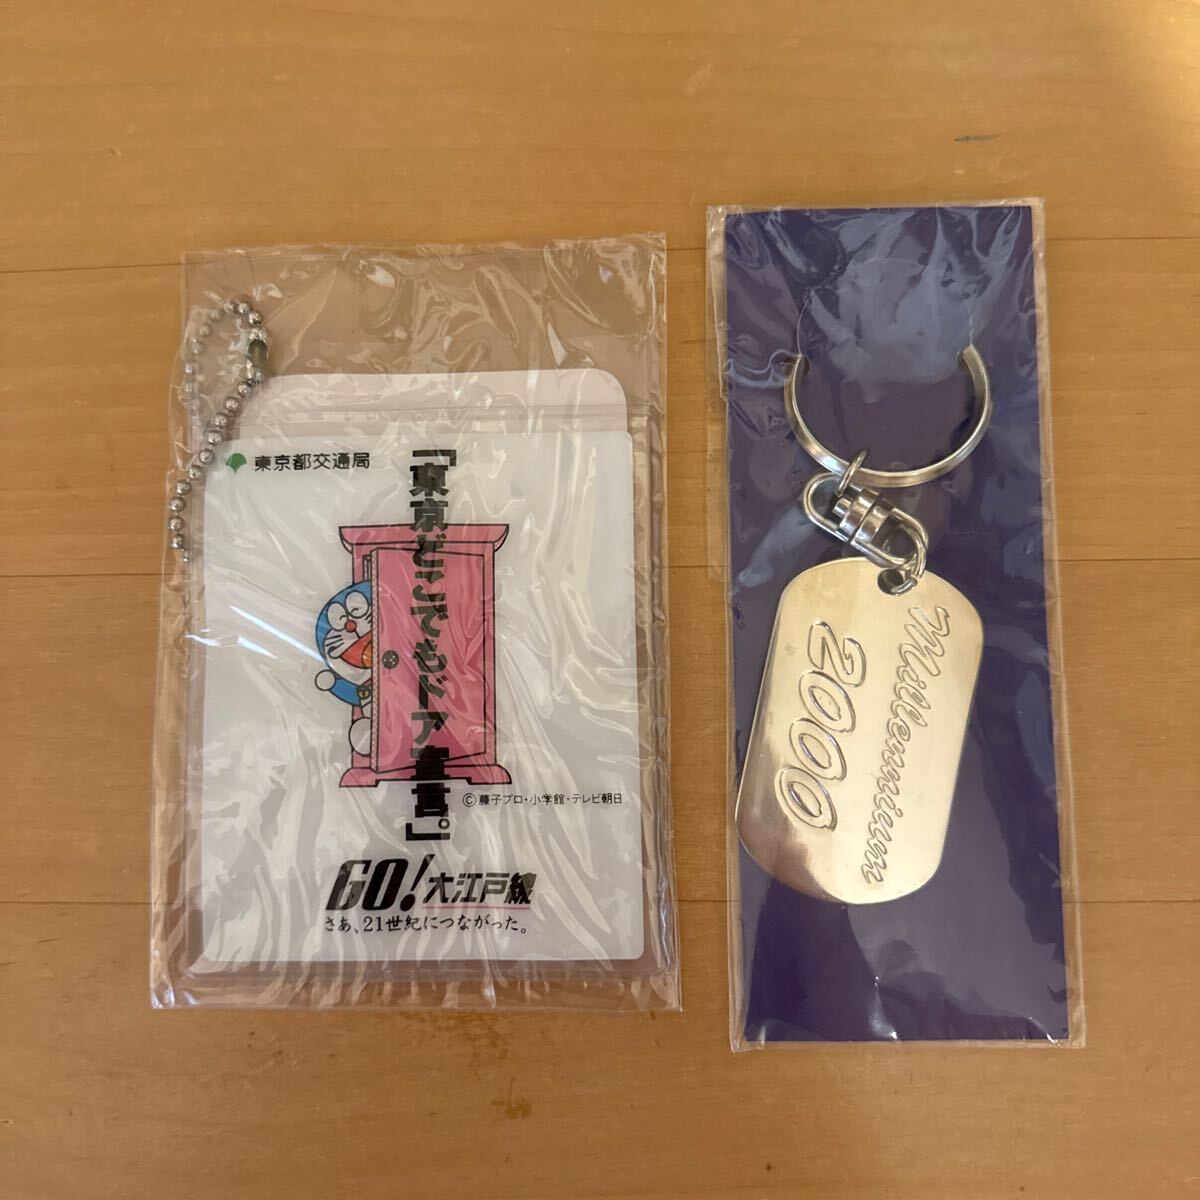 東京都交通局
「東京どこでもドア宣言。」
©藤子プロ・小学館・テレビ朝日
GO!大江戸線
さあ、21世紀につながった。
Millennium
2000